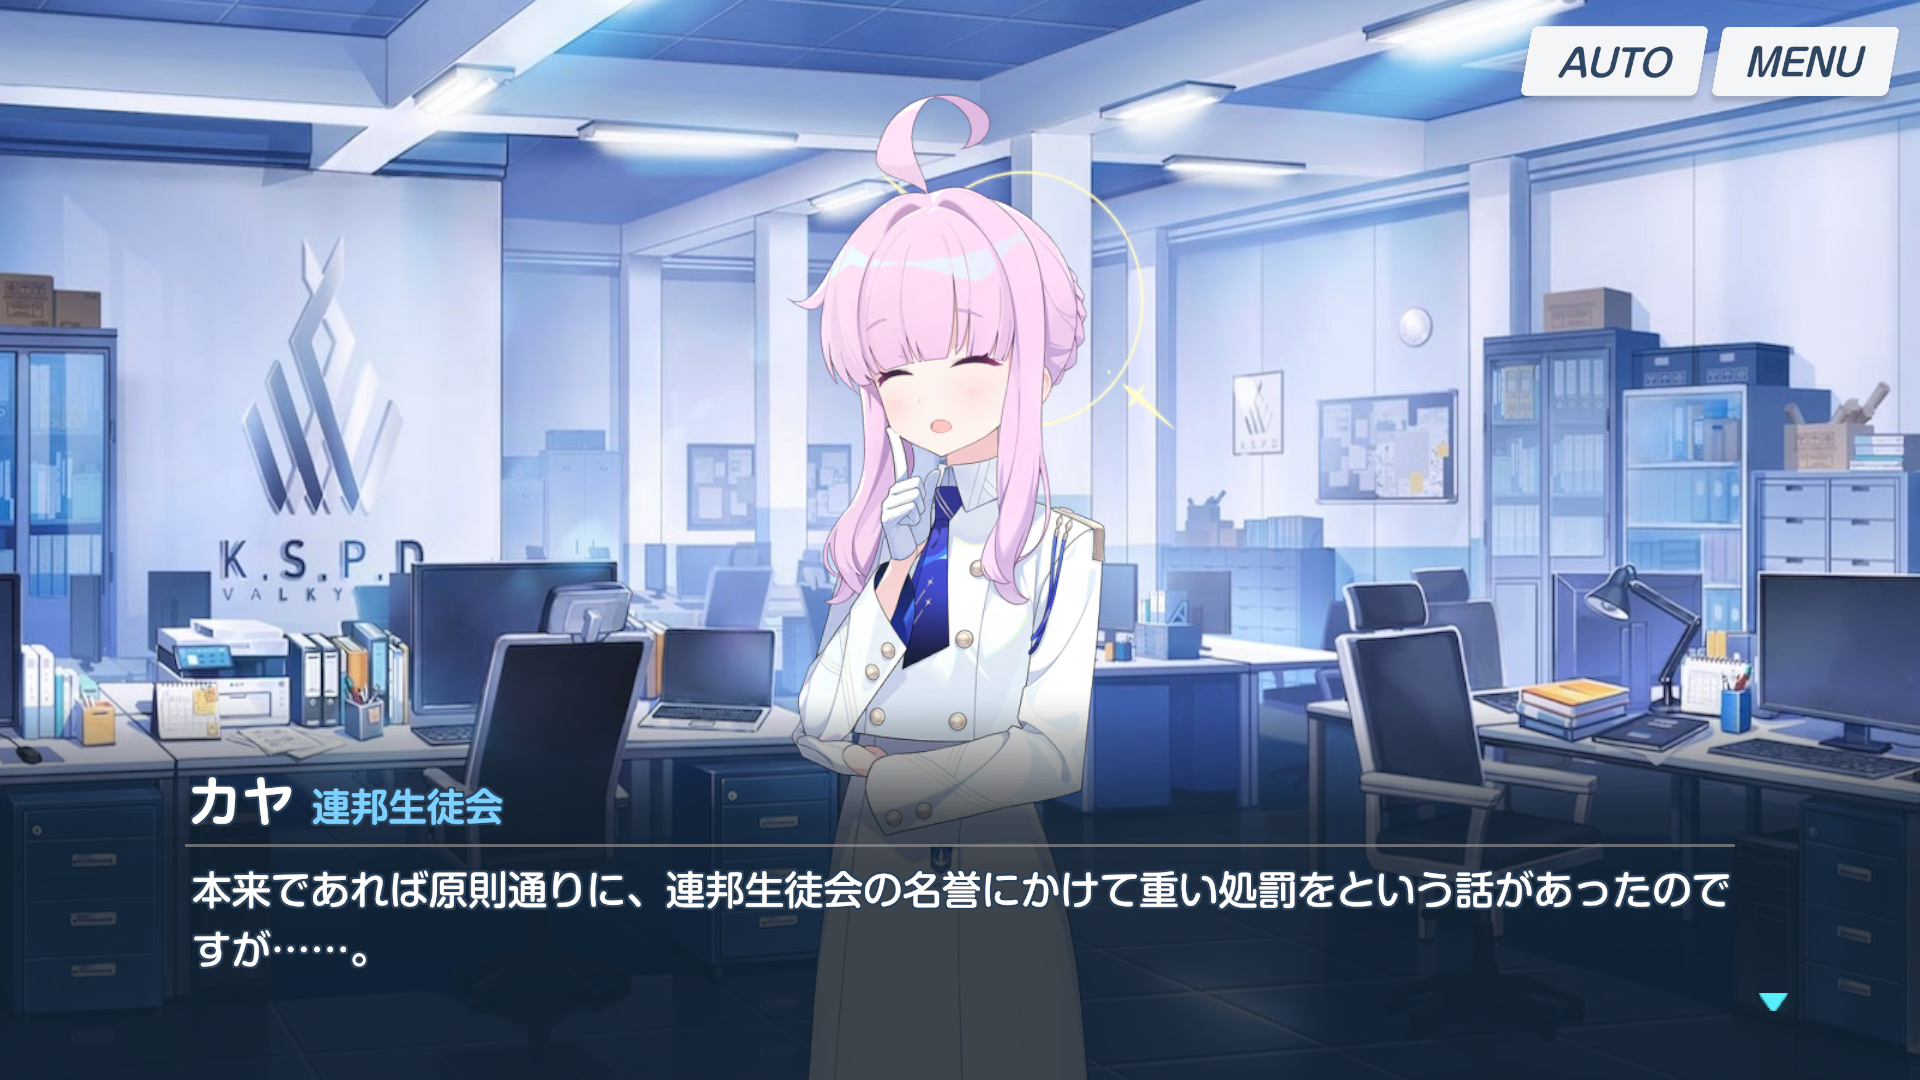 AUTO MENU
K.S.P.D
VALKY
K.S.P.D
カヤ 連邦生徒会
本来であれば原則通りに、連邦生徒会の名誉にかけて重い処罰をという話があったので
すが……。